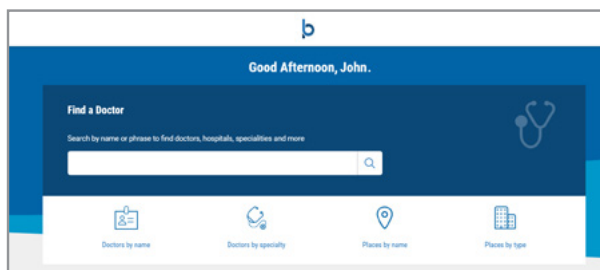 b
Good Afternoon, John.
Find a Doctor
Search by name or phrase to find doctors, hospitals, specialities and more
Doctors by name
Doctors by specialty
Places by name
Places by type